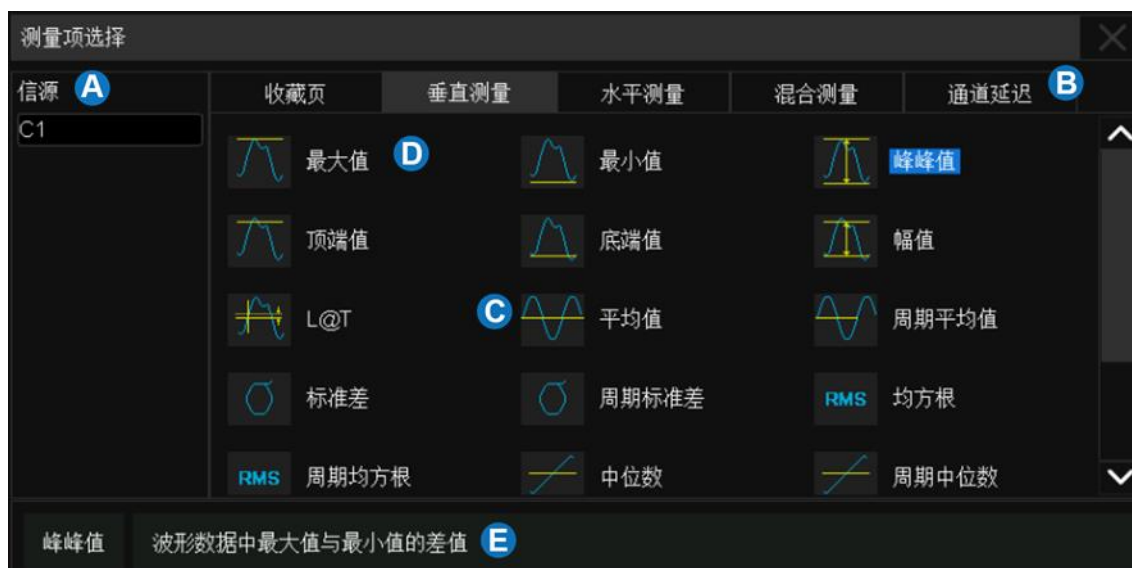 测量项选择
信源 A
C1
收藏页 垂直测量 水平测量 混合测量 通道延迟 B
最大值 D 最小值 峰峰值
顶端值 底端值 幅值
L@T C 平均值 周期平均值
标准差 周期标准差 RMS 均方根
RMS 周期均方根 中位数 周期中位数
峰峰值 波形数据中最大值与最小值的差值 E